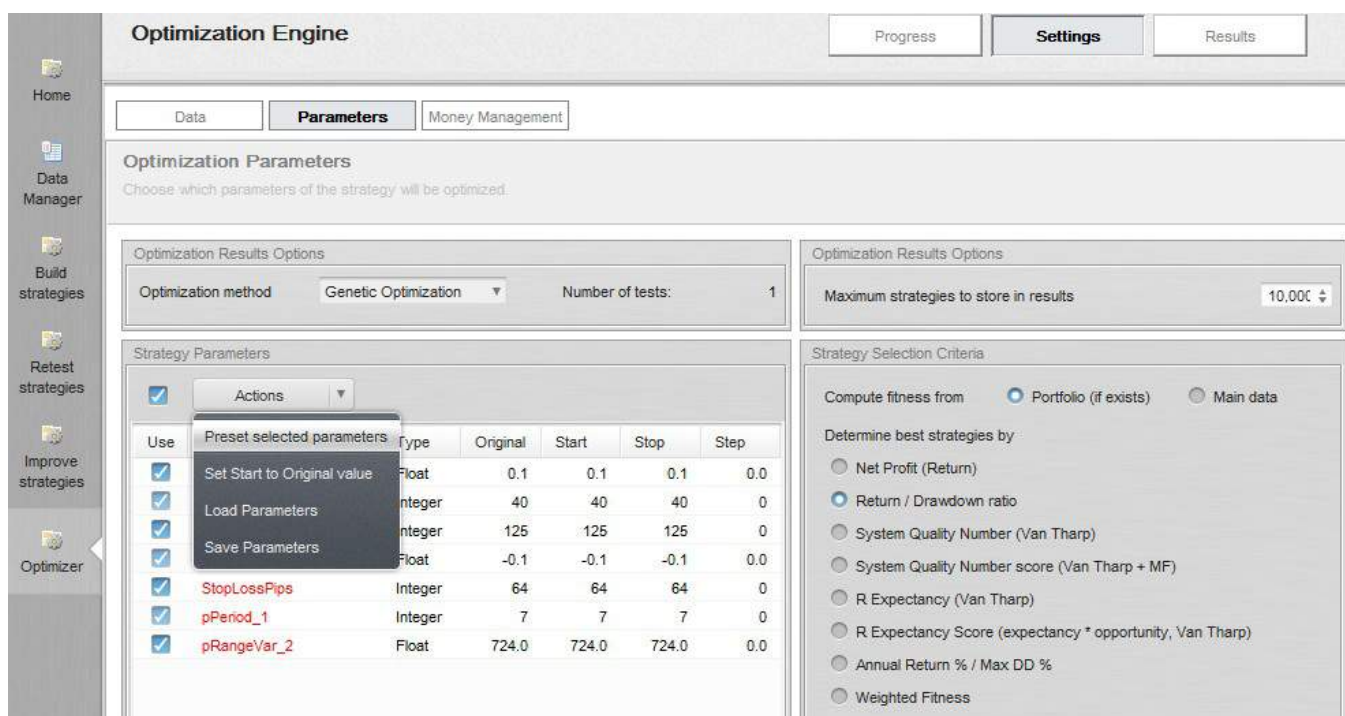 Optimization Engine
Progress
Settings
Results
Home
Data
Manager
Build
strategies
Retest
strategies
Improve
strategies
Optimizer
Data
Parameters
Money Management
Optimization Parameters
Choose which parameters of the strategy will be optimized.
Optimization Results Options
Optimization method Genetic Optimization Number of tests: 1
Optimization Results Options
Maximum strategies to store in results 10,00
Strategy Parameters
Actions
Preset selected parameters
Set Start to Original value
Load Parameters
Save Parameters
Use Type Original Start Stop Step
Float 0.1 0.1 0.1 0.0
nteger 40 40 40 0
nteger 125 125 125 0
Float -0.1 -0.1 -0.1 0.0
StopLossPips Integer 64 64 64 0
pPeriod_1 Integer 7 7 7 0
pRangeVar_2 Float 724.0 724.0 724.0 0.0
Strategy Selection Criteria
Compute fitness from Portfolio (if exists) Main data
Determine best strategies by
Net Profit (Return)
Return / Drawdown ratio
System Quality Number (Van Tharp)
System Quality Number score (Van Tharp + MF)
R Expectancy (Van Tharp)
R Expectancy Score (expectancy * opportunity, Van Tharp)
Annual Return % / Max DD %
Weighted Fitness